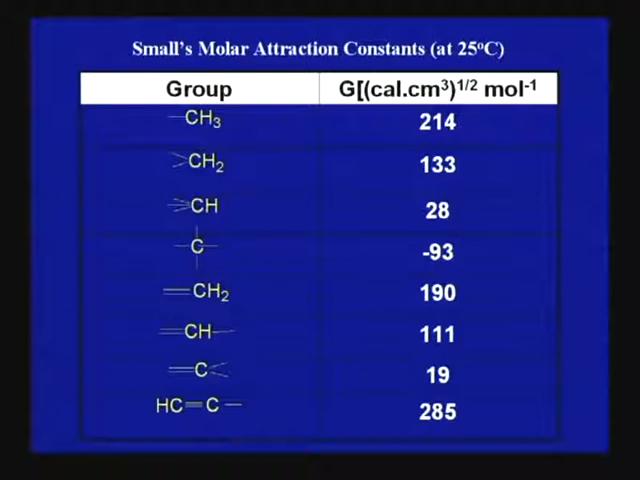 Small's Molar Attraction Constants (at 25°C)
Group G[(cal.cm³)¹/² mol⁻¹
—CH₃ 214
>CH₂ 133
⩾CH 28
—C— -93
=CH₂ 190
=CH— 111
=C< 19
HC=C— 285